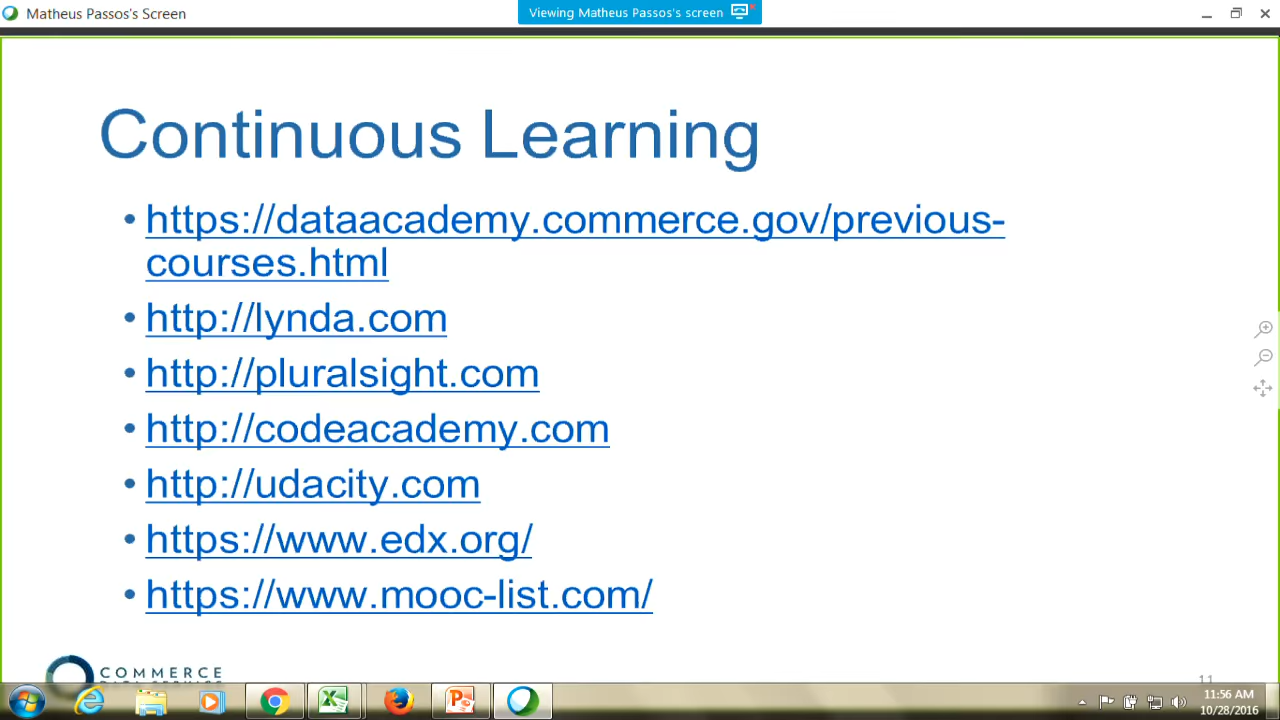 Matheus Passos's Screen
Viewing Matheus Passos's screen
Continuous Learning
• https://dataacademy.commerce.gov/previous-
courses.html
• http://lynda.com
• http://pluralsight.com
• http://codeacademy.com
• http://udacity.com
• https://www.edx.org/
• https://www.mooc-list.com/
COMMERCE
DATA SERVICE
11
11:56 AM
10/28/2016